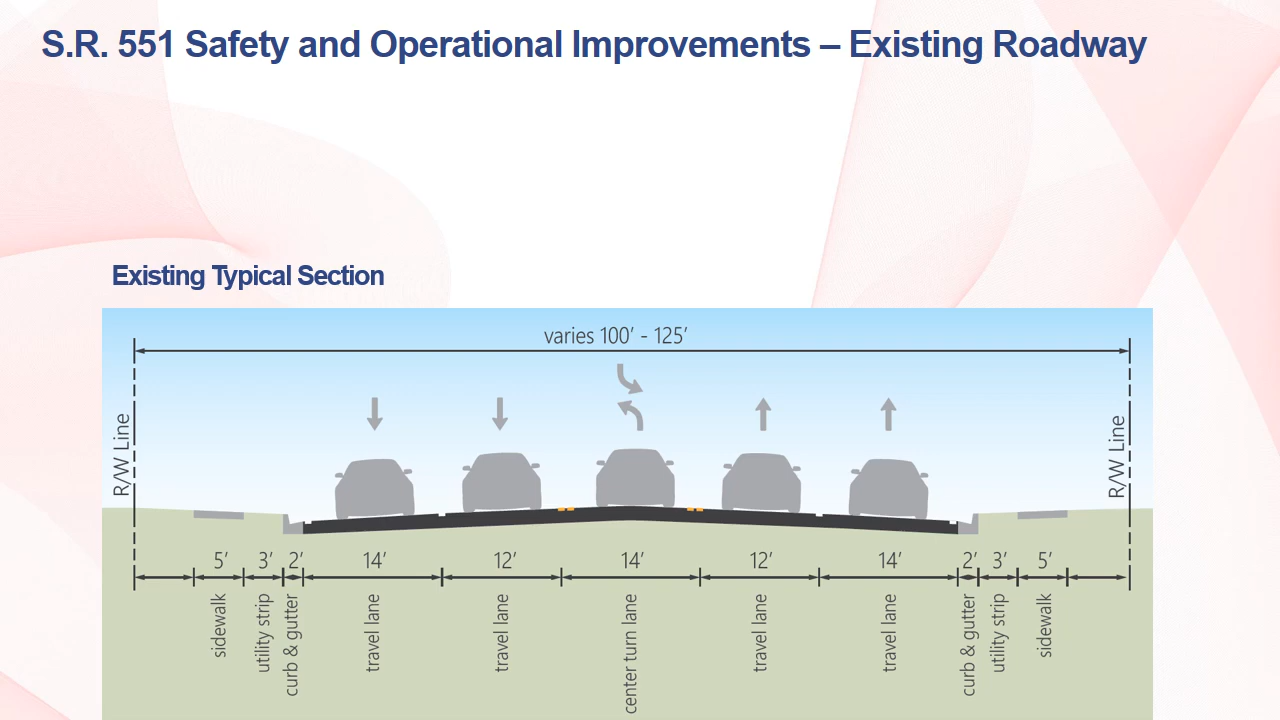 S.R. 551 Safety and Operational Improvements – Existing Roadway
Existing Typical Section
varies 100′ - 125′
R/W Line
R/W Line
5′ 3′ 2′ 14′ 12′ 14′ 12′ 14′ 2′ 3′ 5′
sidewalk
utility strip
curb & gutter
travel lane
travel lane
center turn lane
travel lane
travel lane
curb & gutter
utility strip
sidewalk